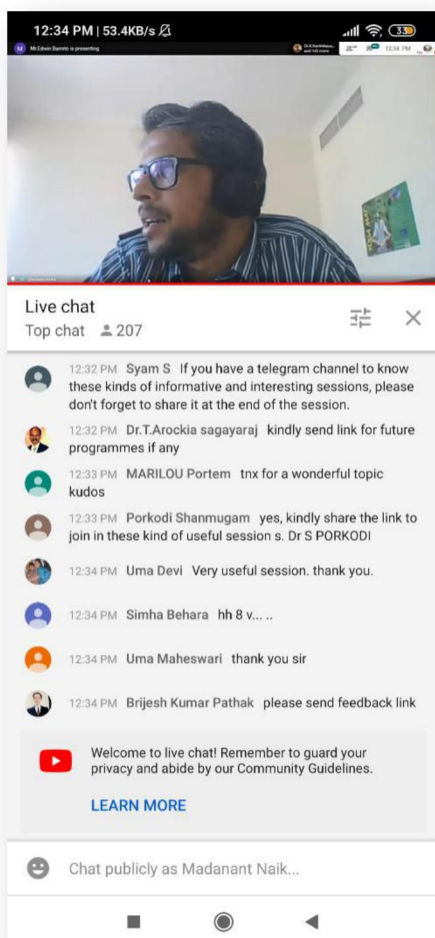 12:34 PM | 53.4KB/s
33
M
Mr.Edwin Barreto is presenting
and 143 more
12:34 PM
Live chat
Top chat 207
12:32 PM Syam S If you have a telegram channel to know
these kinds of informative and interesting sessions, please
don't forget to share it at the end of the session.
12:32 PM Dr.T.Arockia sagayaraj kindly send link for future
programmes if any
12:33 PM MARILOU Portem tnx for a wonderful topic
kudos
12:33 PM Porkodi Shanmugam yes, kindly share the link to
join in these kind of useful session s. Dr S PORKODI
12:34 PM Uma Devi Very useful session. thank you.
12:34 PM Simha Behara hh 8 v... ..
12:34 PM Uma Maheswari thank you sir
12:34 PM Brijesh Kumar Pathak please send feedback link
Welcome to live chat! Remember to guard your
privacy and abide by our Community Guidelines.
LEARN MORE
Chat publicly as Madanant Naik...